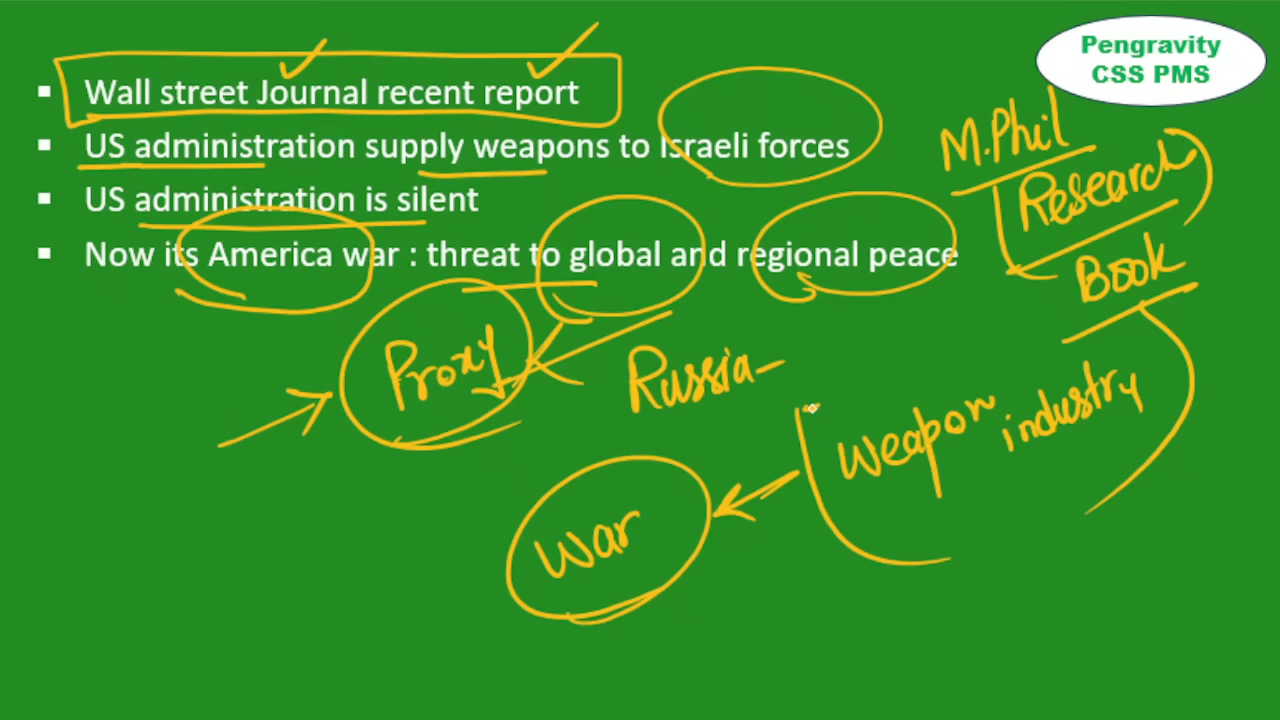 Pengravity
CSS PMS
▪ Wall street Journal recent report
▪ US administration supply weapons to Israeli forces
▪ US administration is silent
▪ Now its America war : threat to global and regional peace
M.Phil
Research
Book
Proxy
Russia
Weapon industry
War